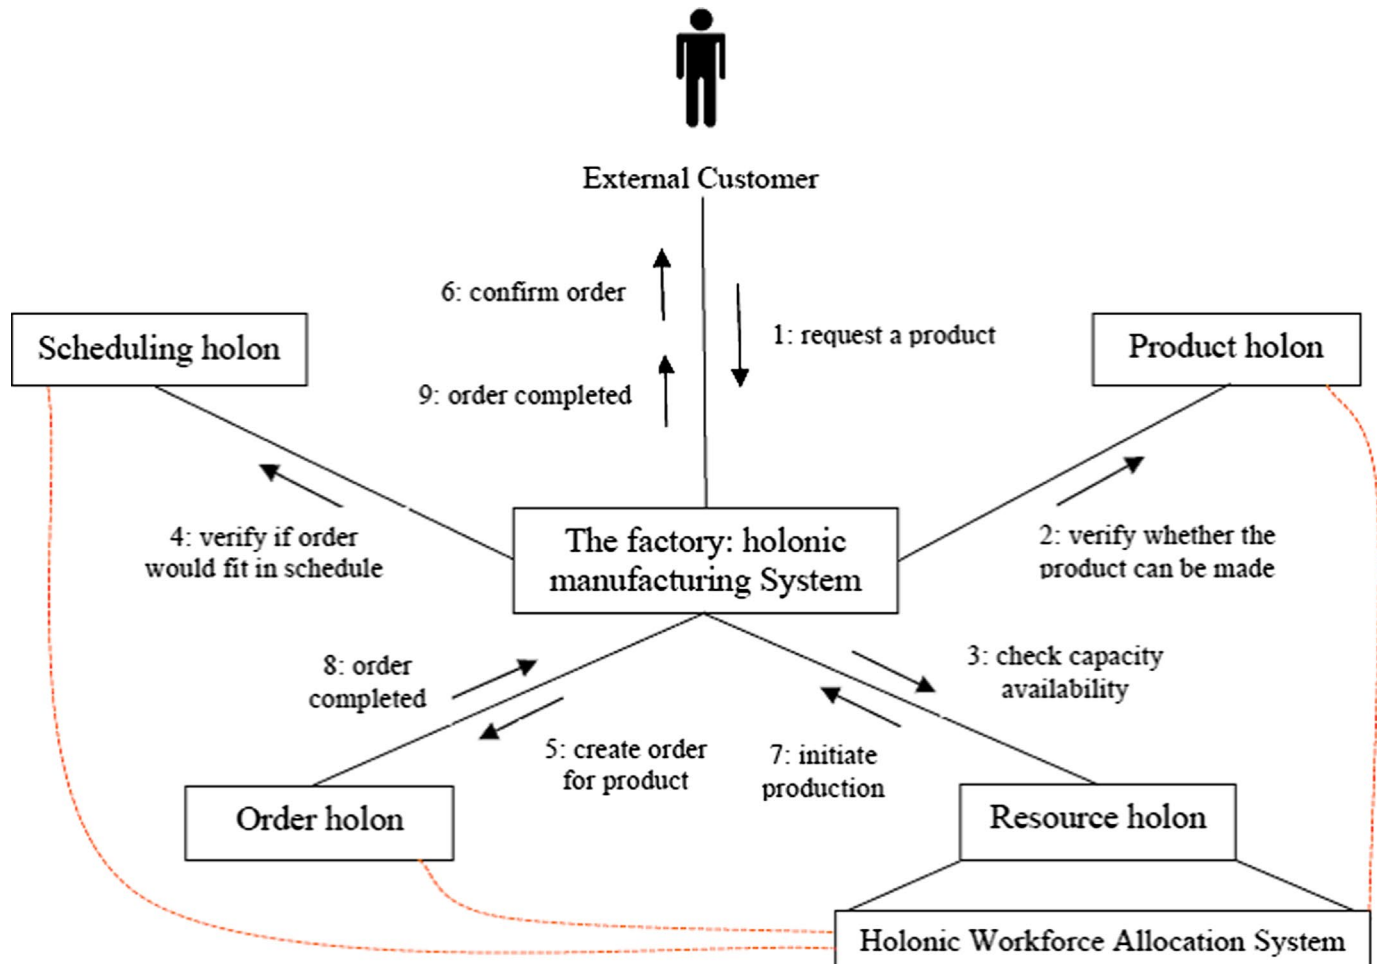 External Customer
6: confirm order
1: request a product
Scheduling holon
Product holon
9: order completed
4: verify if order
would fit in schedule
The factory: holonic
manufacturing System
2: verify whether the
product can be made
8: order
completed
3: check capacity
availability
5: create order
for product
7: initiate
production
Order holon
Resource holon
Holonic Workforce Allocation System